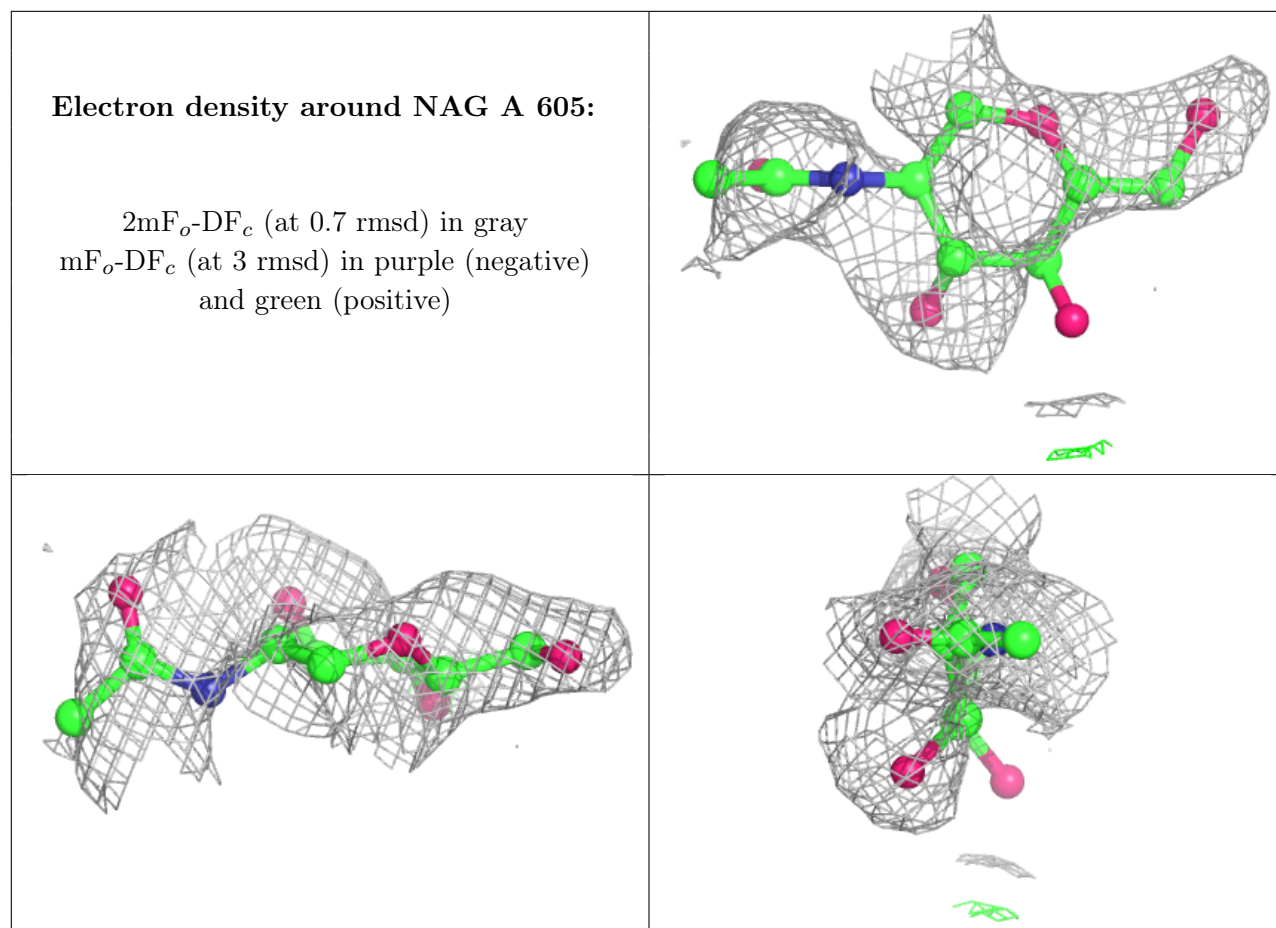 Electron density around NAG A 605:
2mFo-DFc (at 0.7 rmsd) in gray
mFo-DFc (at 3 rmsd) in purple (negative)
and green (positive)